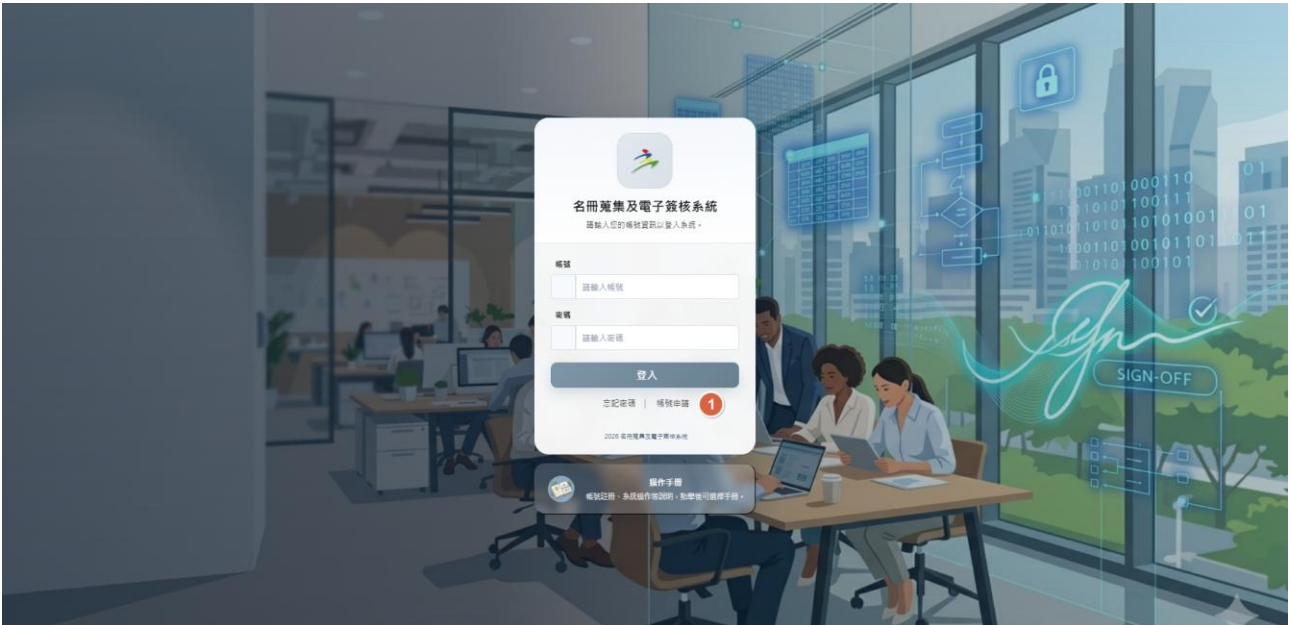 名冊蒐集及電子簽核系統
請輸入您的帳號資訊以登入系統。
帳號
請輸入帳號
密碼
請輸入密碼
登入
忘記密碼 | 帳號申請 1
2026 名冊蒐集及電子簽核系統
操作手冊
帳號註冊、系統操作等說明，點擊後可選擇手冊。
SIGN-OFF